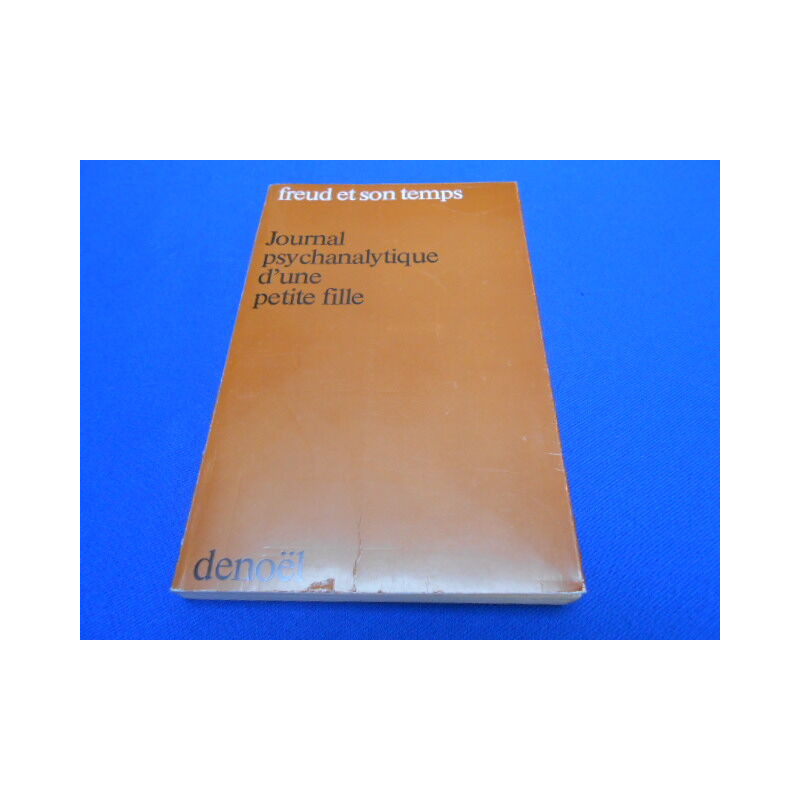 freud et son temps
Journal
psychanalytique
d'une
petite fille
denoël